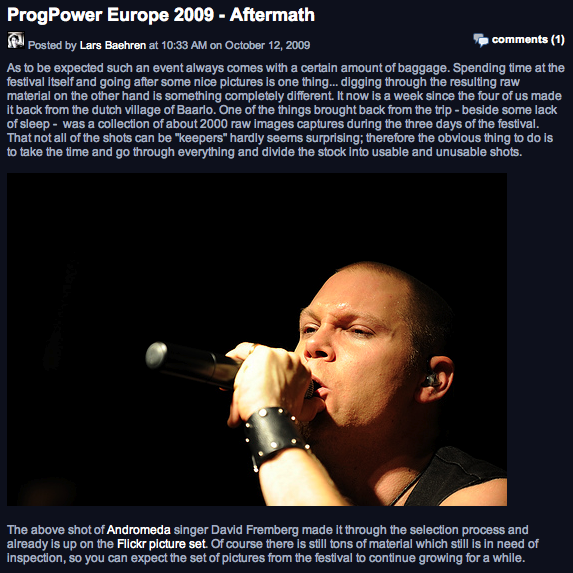 ProgPower Europe 2009 - Aftermath
Posted by Lars Baehren at 10:33 AM on October 12, 2009
comments (1)
As to be expected such an event always comes with a certain amount of baggage. Spending time at the
festival itself and going after some nice pictures is one thing... digging through the resulting raw
material on the other hand is something completely different. It now is a week since the four of us made
it back from the dutch village of Baarlo. One of the things brought back from the trip - beside some lack
of sleep - was a collection of about 2000 raw images captures during the three days of the festival.
That not all of the shots can be "keepers" hardly seems surprising; therefore the obvious thing to do is
to take the time and go through everything and divide the stock into usable and unusable shots.
The above shot of Andromeda singer David Fremberg made it through the selection process and
already is up on the Flickr picture set. Of course there is still tons of material which still is in need of
inspection, so you can expect the set of pictures from the festival to continue growing for a while.